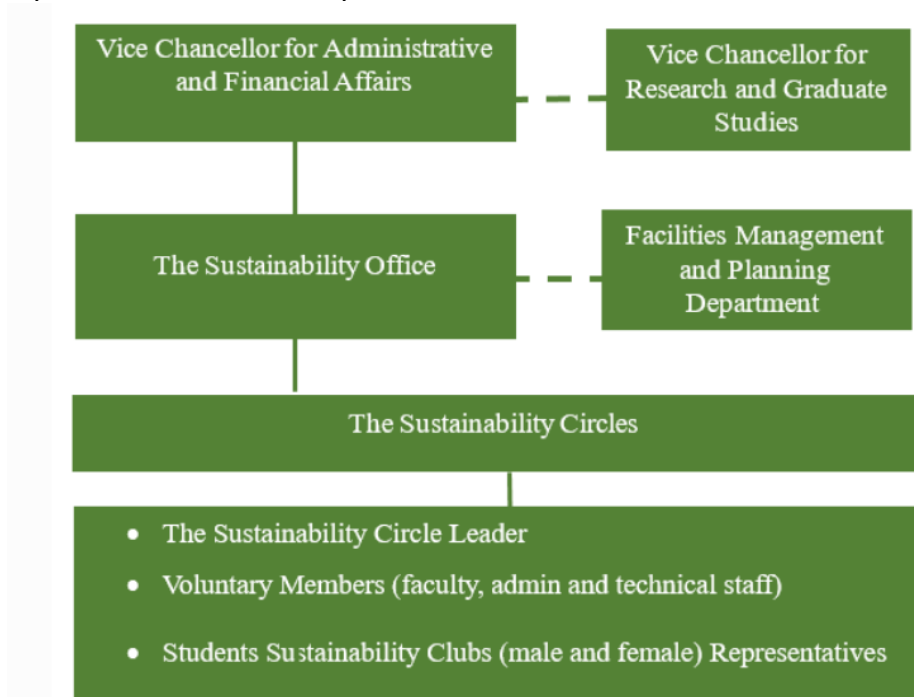 Vice Chancellor for Administrative
and Financial Affairs
Vice Chancellor for
Research and Graduate
Studies
The Sustainability Office
Facilities Management
and Planning
Department
The Sustainability Circles
• The Sustainability Circle Leader
• Voluntary Members (faculty, admin and technical staff)
• Students Sustainability Clubs (male and female) Representatives